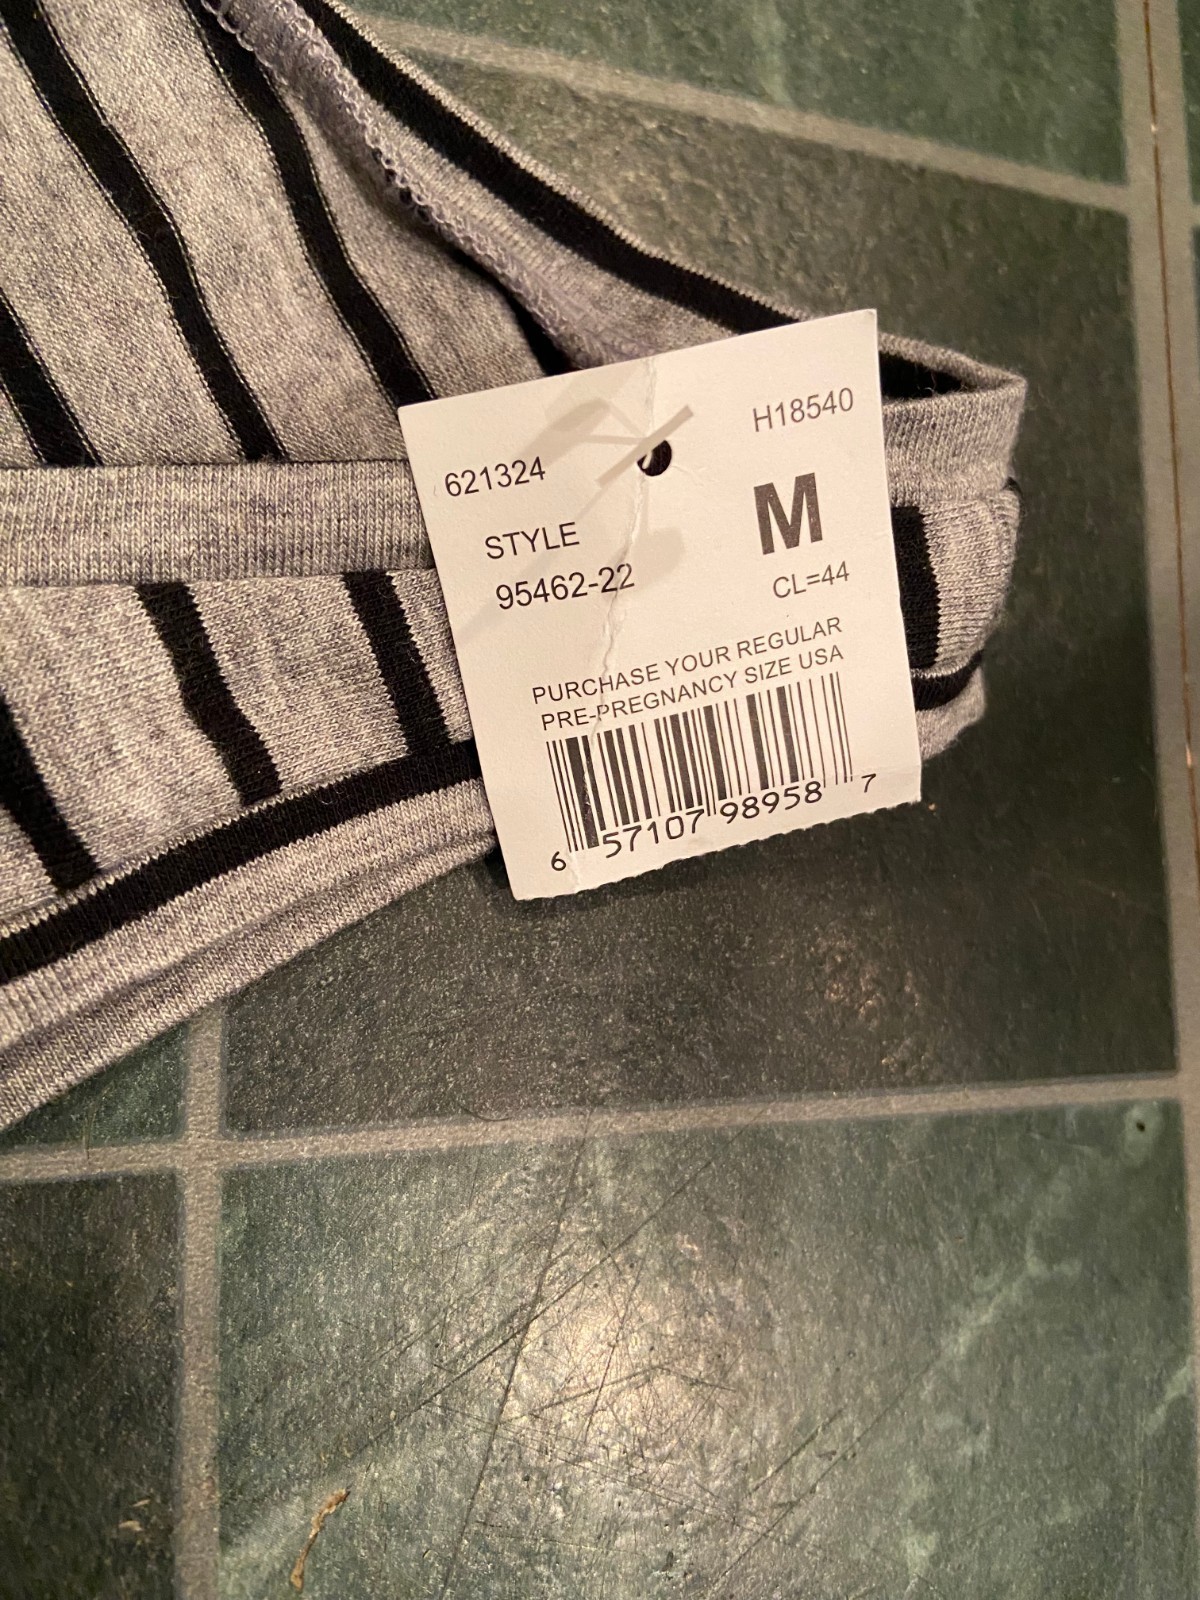 H18540
621324
M
STYLE
95462-22
CL=44
PURCHASE YOUR REGULAR
PRE-PREGNANCY SIZE USA
6 57107 98958 7